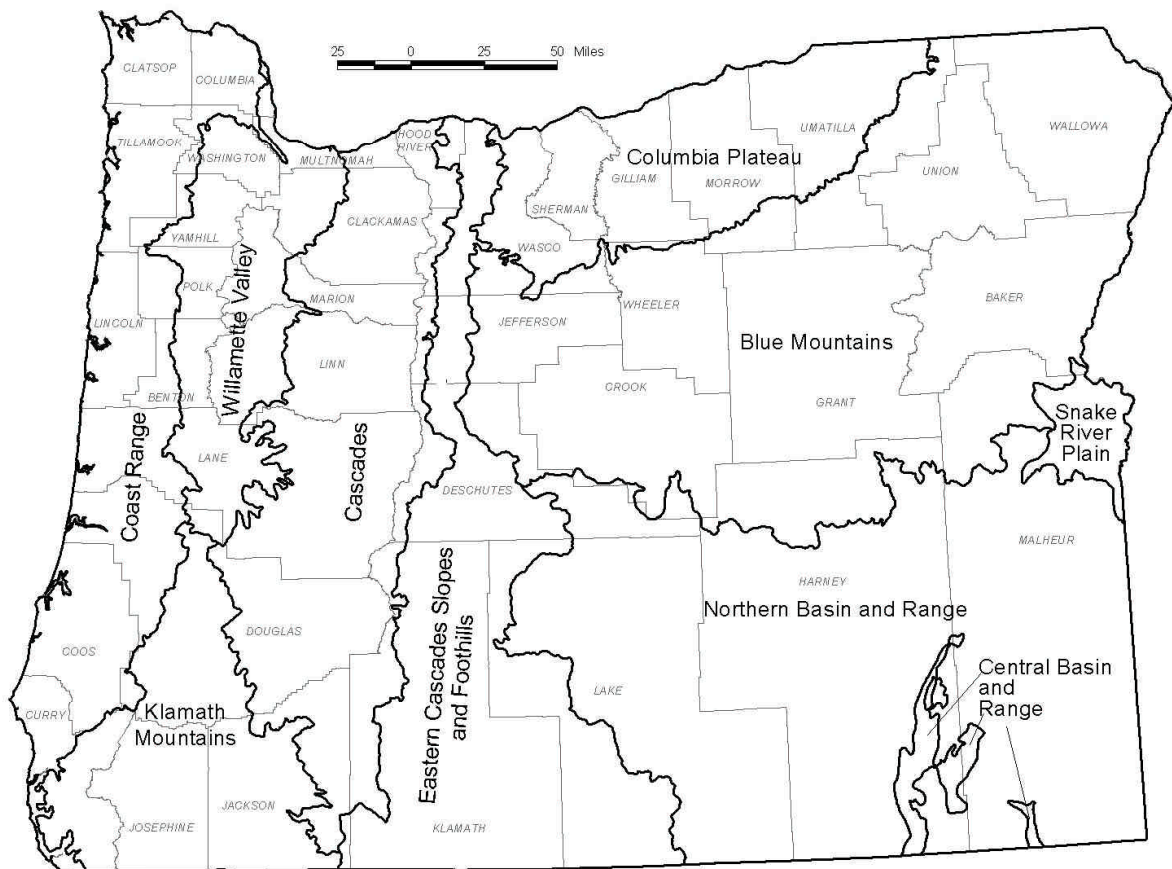 25 0 25 50 Miles
CLATSOP
COLUMBIA
TILLAMOOK
WASHINGTON
MULTNOMAH
HOOD
RIVER
UMATILLA
WALLOWA
Columbia Plateau
GILLIAM
MORROW
UNION
SHERMAN
CLACKAMAS
YAMHILL
WASCO
Willamette Valley
POLK
MARION
LINCOLN
JEFFERSON
WHEELER
BAKER
Blue Mountains
LINN
BENTON
CROOK
GRANT
Snake
River
Plain
Coast Range
LANE
Cascades
DESCHUTES
MALHEUR
HARNEY
Northern Basin and Range
Eastern Cascades Slopes
and Foothills
DOUGLAS
COOS
LAKE
Central Basin
and
Range
CURRY
Klamath
Mountains
JACKSON
JOSEPHINE
KLAMATH